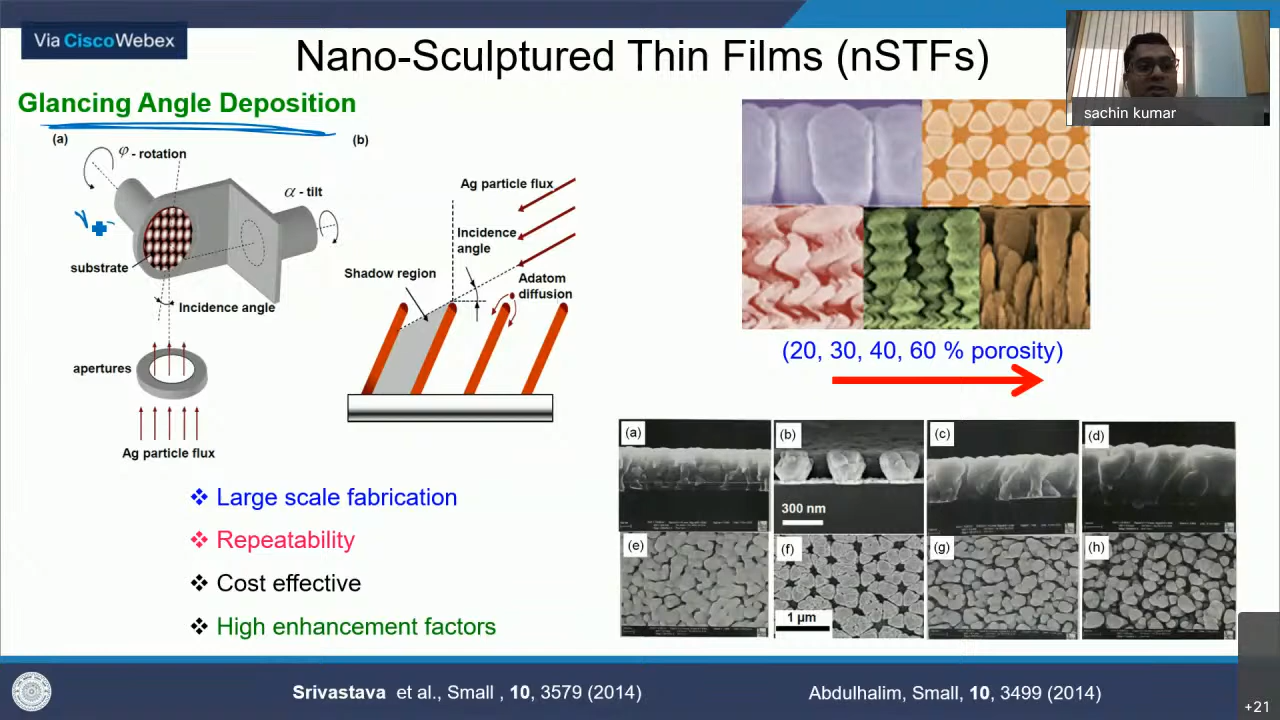 Via CiscoWebex
Nano-Sculptured Thin Films (nSTFs)
sachin kumar
Glancing Angle Deposition
(a)
φ - rotation
α - tilt
substrate
Incidence angle
apertures
Ag particle flux
(b)
Ag particle flux
Incidence
angle
Shadow region
Adatom
diffusion
(20, 30, 40, 60 % porosity)
(a)
(b)
(c)
(d)
300 nm
(e)
(f)
(g)
(h)
1 µm
❖ Large scale fabrication
❖ Repeatability
❖ Cost effective
❖ High enhancement factors
Srivastava et al., Small , 10, 3579 (2014)
Abdulhalim, Small, 10, 3499 (2014)
+21